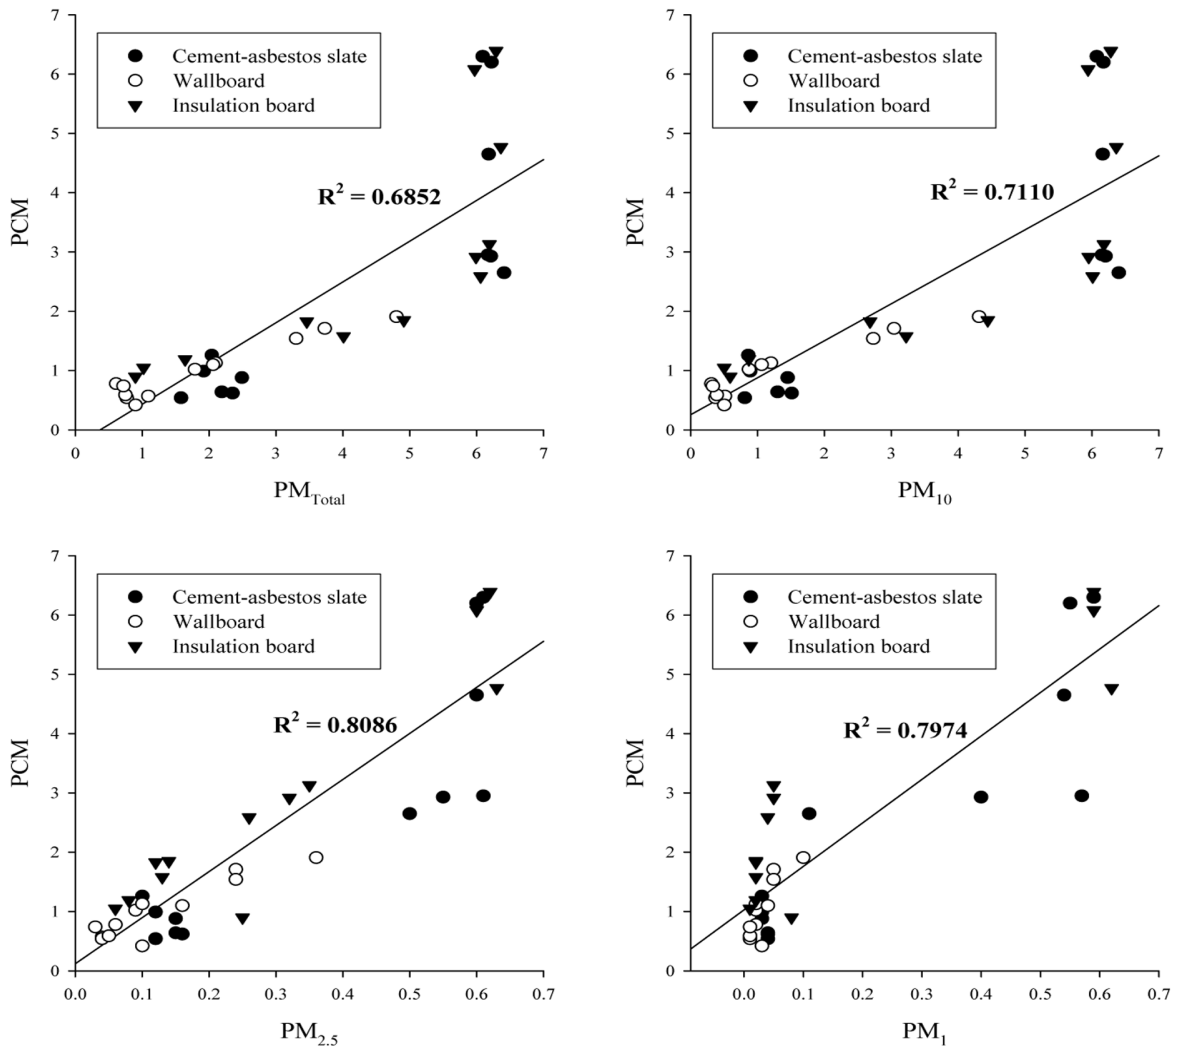 7
6
5
4
3
2
1
0
PCM
Cement-asbestos slate
Wallboard
Insulation board
R² = 0.6852
0 1 2 3 4 5 6 7
PM_Total
7
6
5
4
3
2
1
0
PCM
Cement-asbestos slate
Wallboard
Insulation board
R² = 0.7110
0 1 2 3 4 5 6 7
PM₁₀
7
6
5
4
3
2
1
0
PCM
Cement-asbestos slate
Wallboard
Insulation board
R² = 0.8086
0.0 0.1 0.2 0.3 0.4 0.5 0.6 0.7
PM₂.₅
7
6
5
4
3
2
1
0
PCM
Cement-asbestos slate
Wallboard
Insulation board
R² = 0.7974
0.0 0.1 0.2 0.3 0.4 0.5 0.6 0.7
PM₁